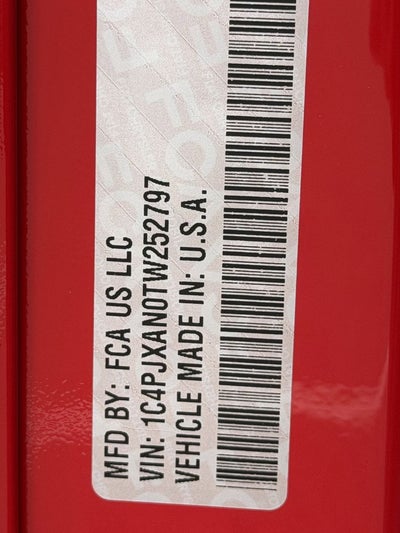 MFD BY: FCA US LLC
VIN: 1C4PJXAN0TW252797
VEHICLE MADE IN: U.S.A.